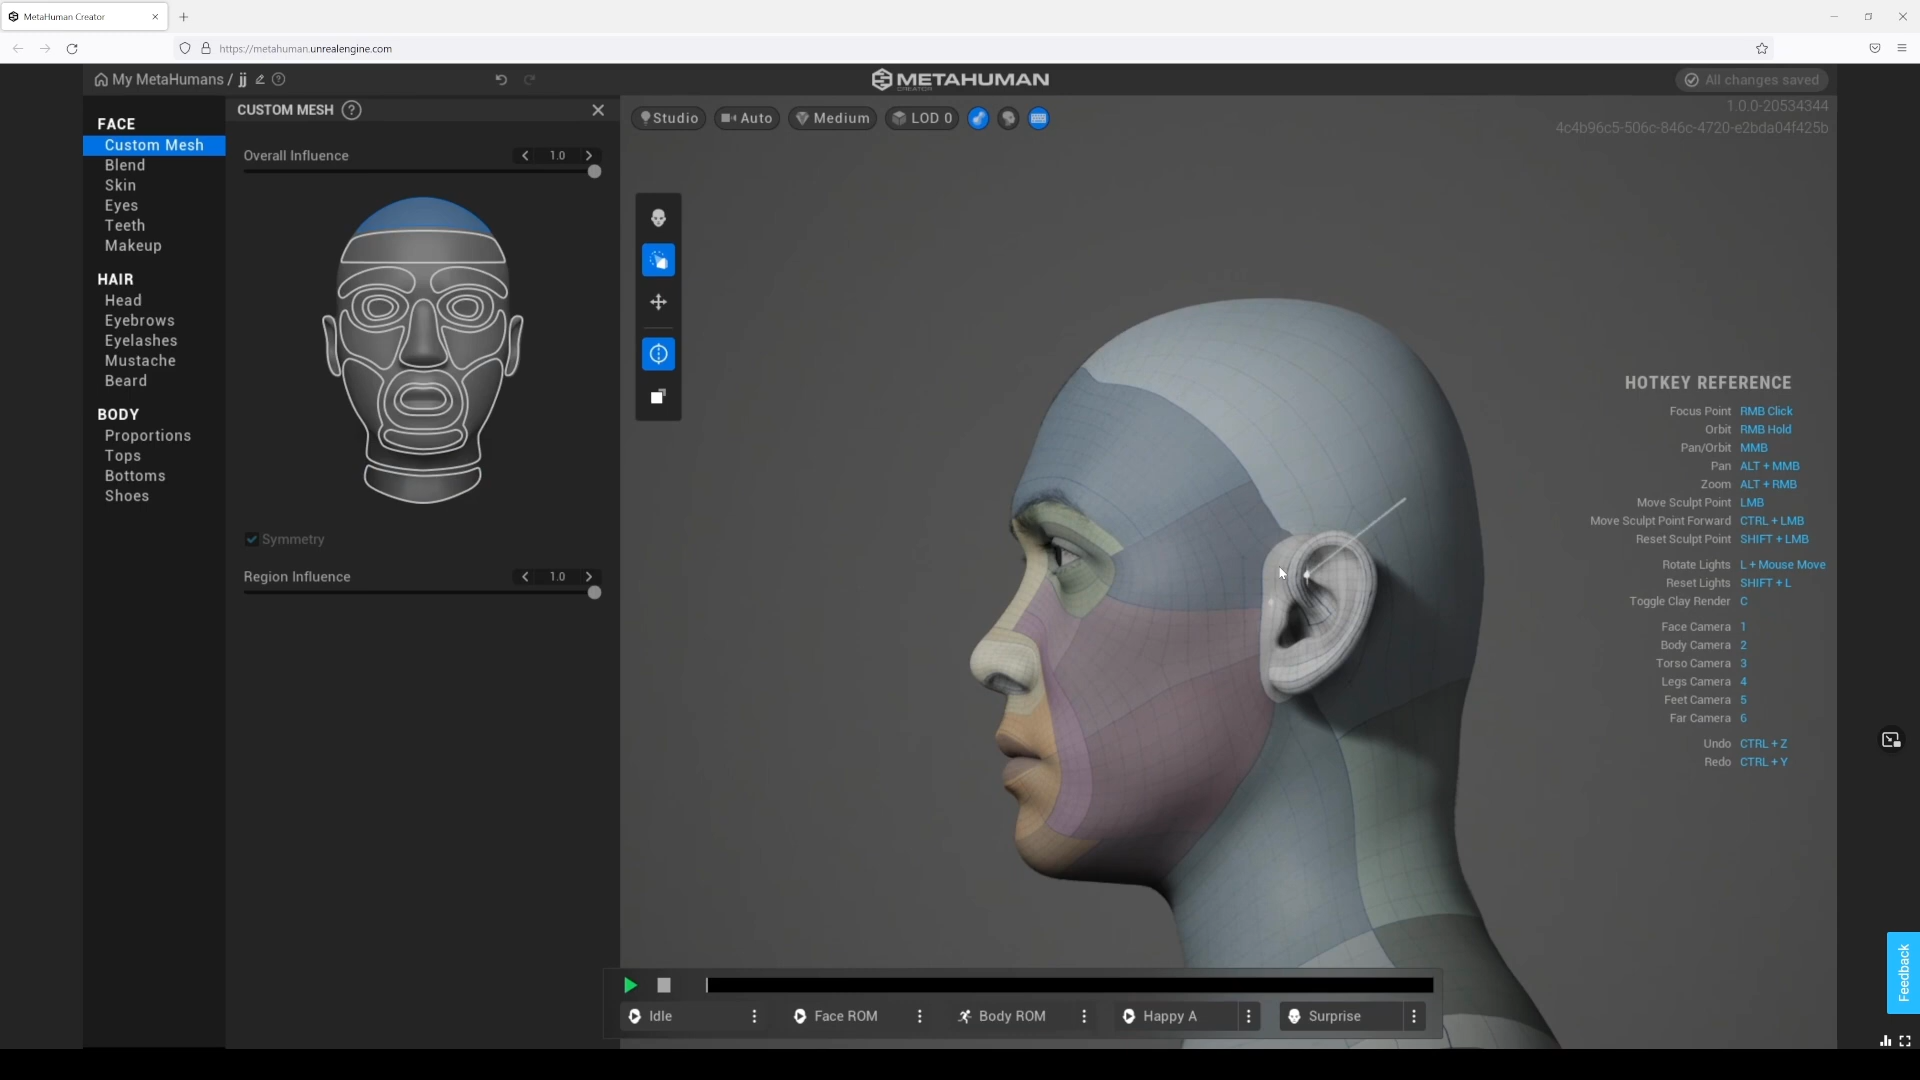 MetaHuman Creator
https://metahuman.unrealengine.com
My MetaHumans / jj
METAHUMAN
CREATOR
All changes saved
FACE
Custom Mesh
Blend
Skin
Eyes
Teeth
Makeup
HAIR
Head
Eyebrows
Eyelashes
Mustache
Beard
BODY
Proportions
Tops
Bottoms
Shoes
CUSTOM MESH ?
Overall Influence 1.0
Symmetry
Region Influence 1.0
Studio Auto Medium LOD 0
1.0.0-20534344
4c4b96c5-506c-846c-4720-e2bda04f425b
HOTKEY REFERENCE
Focus Point RMB Click
Orbit RMB Hold
Pan/Orbit MMB
Pan ALT + MMB
Zoom ALT + RMB
Move Sculpt Point LMB
Move Sculpt Point Forward CTRL + LMB
Reset Sculpt Point SHIFT + LMB
Rotate Lights L + Mouse Move
Reset Lights SHIFT + L
Toggle Clay Render C
Face Camera 1
Body Camera 2
Torso Camera 3
Legs Camera 4
Feet Camera 5
Far Camera 6
Undo CTRL + Z
Redo CTRL + Y
Feedback
Idle Face ROM Body ROM Happy A Surprise